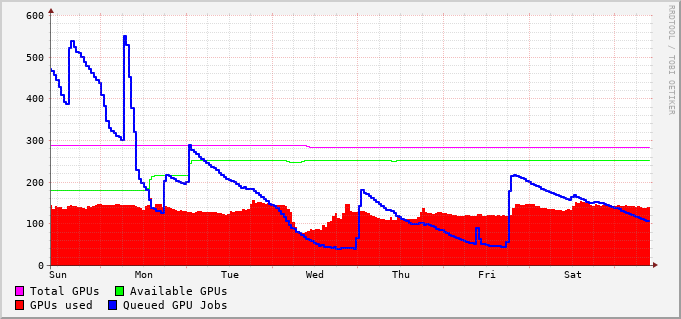 600
500
400
300
200
100
0
Sun Mon Tue Wed Thu Fri Sat
Total GPUs Available GPUs
GPUs used Queued GPU Jobs
RRDTOOL / TOBI OETIKER